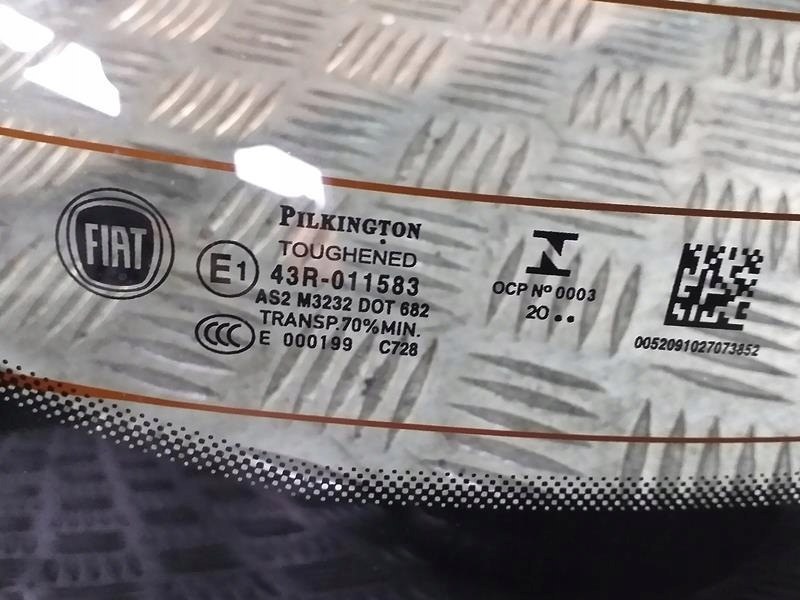 FIAT
PILKINGTON
TOUGHENED
E1
43R-011583
AS2 M3232 DOT 682
TRANSP.70%MIN.
CCC
E 000199 C728
OCP Nº 0003
20 ..
0052091027073852